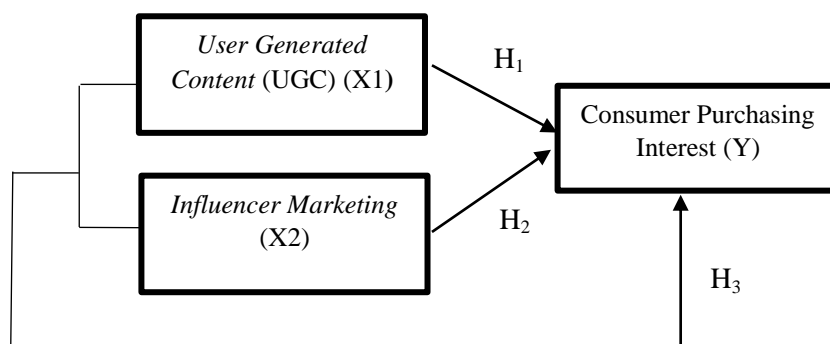 User Generated
Content (UGC) (X1)
H1
Consumer Purchasing
Interest (Y)
Influencer Marketing
(X2)
H2
H3